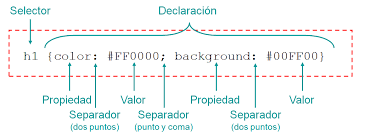 Selector Declaración
h1 {color: #FF0000; background: #00FF00}
Propiedad Valor Propiedad Valor
Separador Separador Separador
(dos puntos) (punto y coma) (dos puntos)